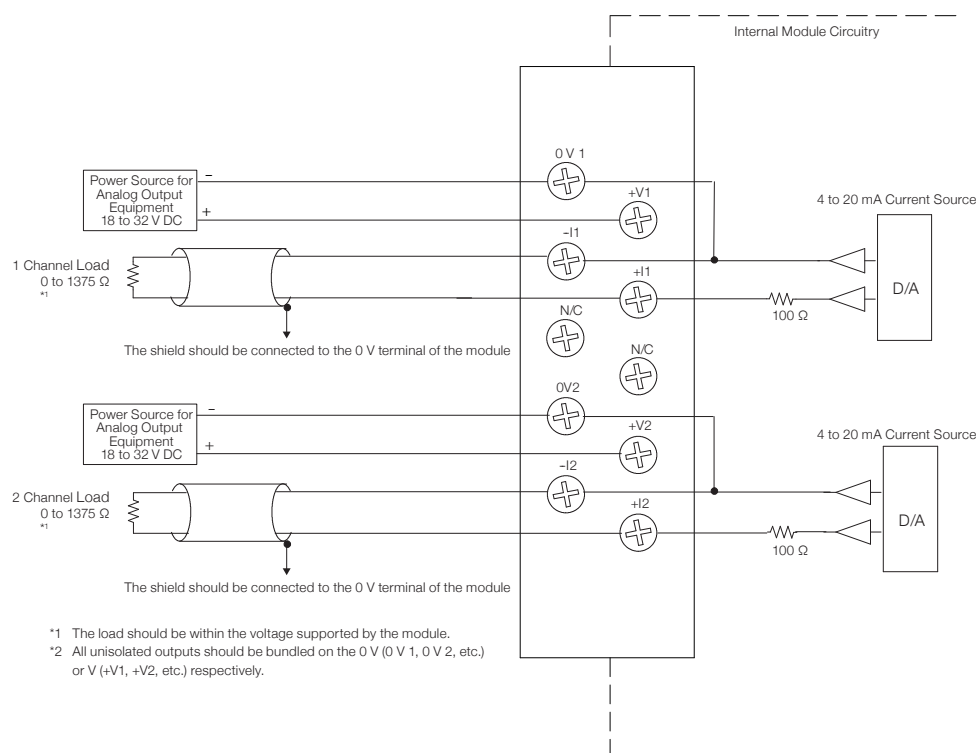 Internal Module Circuitry
0 V 1
Power Source for
Analog Output
Equipment
18 to 32 V DC
−
+
+V1
4 to 20 mA Current Source
−I1
1 Channel Load
0 to 1375 Ω
*1
+I1
D/A
100 Ω
N/C
The shield should be connected to the 0 V terminal of the module
N/C
0V2
Power Source for
Analog Output
Equipment
18 to 32 V DC
−
+
+V2
4 to 20 mA Current Source
−I2
2 Channel Load
0 to 1375 Ω
*1
+I2
D/A
100 Ω
The shield should be connected to the 0 V terminal of the module
*1 The load should be within the voltage supported by the module.
*2 All unisolated outputs should be bundled on the 0 V (0 V 1, 0 V 2, etc.)
or V (+V1, +V2, etc.) respectively.